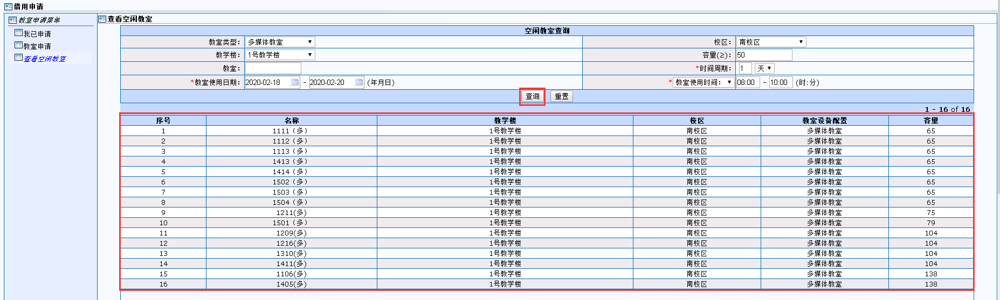 借用申请
教室申请菜单
我已申请
教室申请
查看空闲教室
查看空闲教室
空闲教室查询
教室类型： 多媒体教室 校区： 南校区
教学楼： 1号教学楼 容量(≥)： 50
教室： *时间周期： 1 天
*教室使用日期： 2020-02-18 - 2020-02-20 (年月日) *教室使用时间： 08:00 - 10:00 (时:分)
查询 重置
1 - 16 of 16
序号 名称 教学楼 校区 教室设备配置 容量
1 1111（多） 1号教学楼 南校区 多媒体教室 65
2 1112（多） 1号教学楼 南校区 多媒体教室 65
3 1113（多） 1号教学楼 南校区 多媒体教室 65
4 1413（多） 1号教学楼 南校区 多媒体教室 65
5 1414（多） 1号教学楼 南校区 多媒体教室 65
6 1502（多） 1号教学楼 南校区 多媒体教室 65
7 1503（多） 1号教学楼 南校区 多媒体教室 65
8 1504（多） 1号教学楼 南校区 多媒体教室 65
9 1211(多) 1号教学楼 南校区 多媒体教室 75
10 1501（多） 1号教学楼 南校区 多媒体教室 79
11 1209(多) 1号教学楼 南校区 多媒体教室 104
12 1216(多) 1号教学楼 南校区 多媒体教室 104
13 1310(多) 1号教学楼 南校区 多媒体教室 104
14 1411(多) 1号教学楼 南校区 多媒体教室 104
15 1106(多) 1号教学楼 南校区 多媒体教室 138
16 1405(多) 1号教学楼 南校区 多媒体教室 138